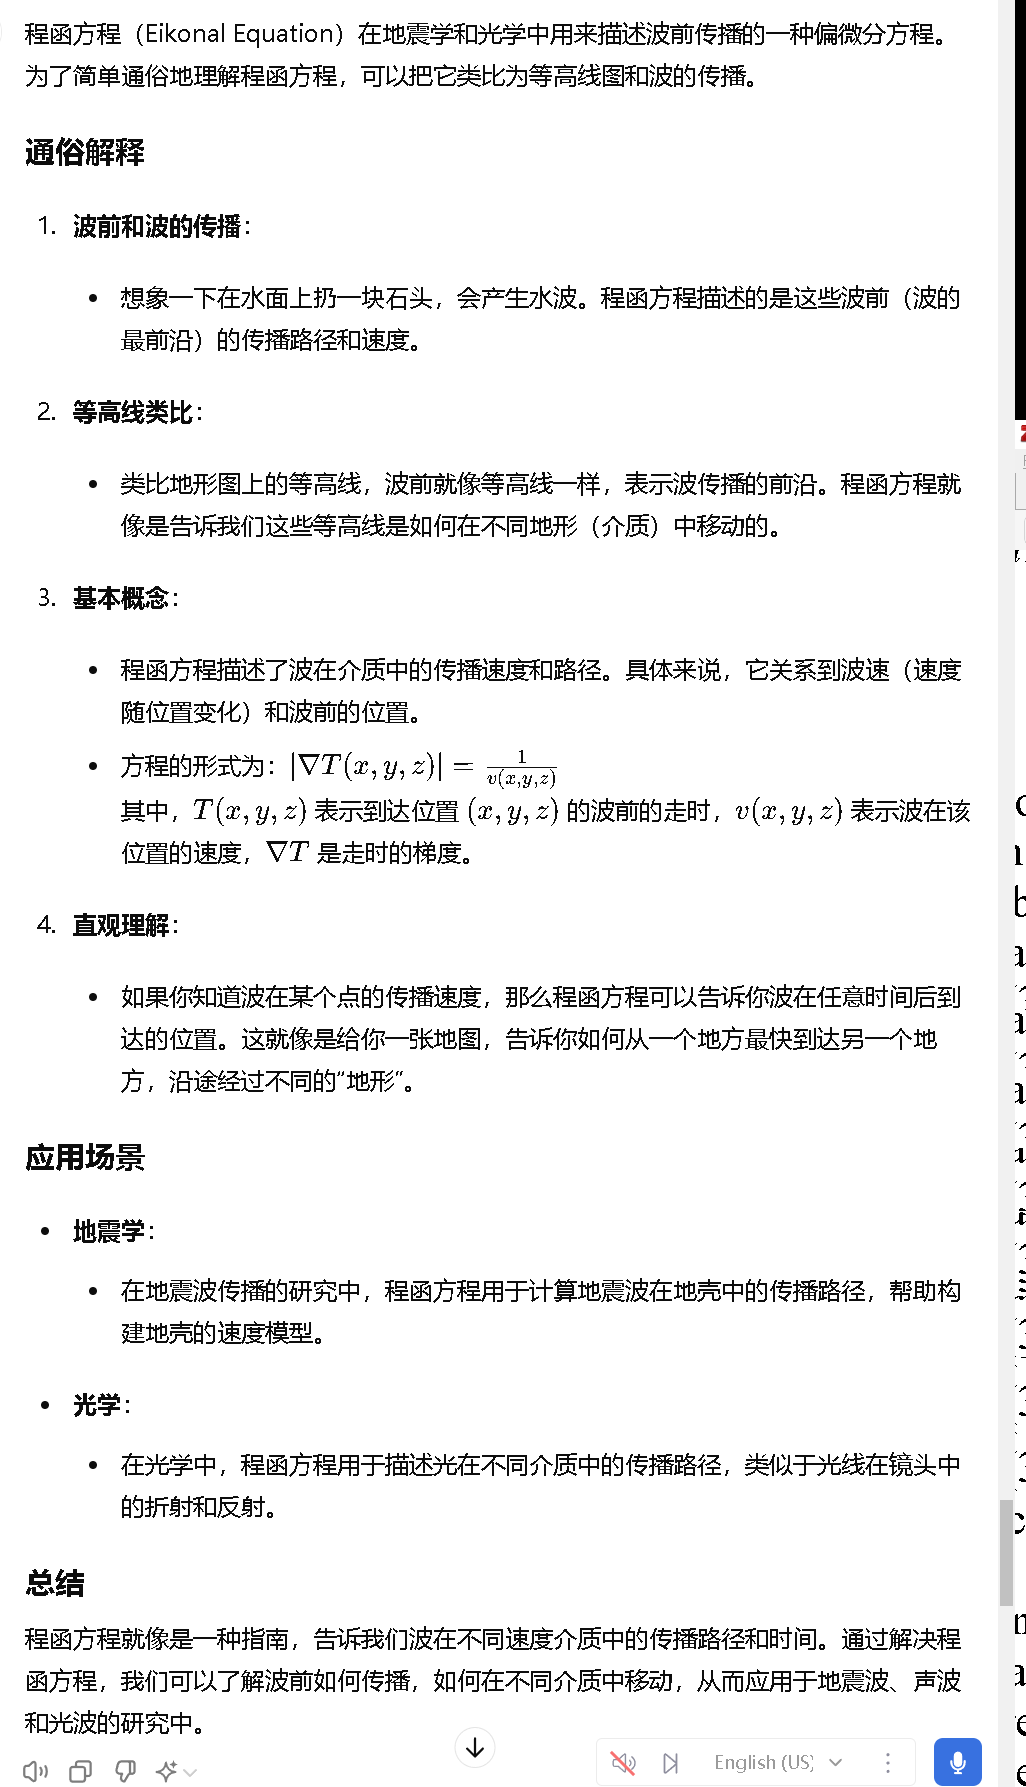 程函方程（Eikonal Equation）在地震学和光学中用来描述波前传播的一种偏微分方程。
为了简单通俗地理解程函方程，可以把它类比为等高线图和波的传播。
通俗解释
1. 波前和波的传播：
• 想象一下在水面上扔一块石头，会产生水波。程函方程描述的是这些波前（波的
最前沿）的传播路径和速度。
2. 等高线类比：
• 类比地形图上的等高线，波前就像等高线一样，表示波传播的前沿。程函方程就
像是告诉我们这些等高线是如何在不同地形（介质）中移动的。
3. 基本概念：
• 程函方程描述了波在介质中的传播速度和路径。具体来说，它关系到波速（速度
随位置变化）和波前的位置。
• 方程的形式为：|∇T(x, y, z)| = 1/v(x,y,z)
其中，T(x, y, z) 表示到达位置 (x, y, z) 的波前的走时，v(x, y, z) 表示波在该
位置的速度，∇T 是走时的梯度。
4. 直观理解：
• 如果你知道波在某个点的传播速度，那么程函方程可以告诉你波在任意时间后到
达的位置。这就像是给你一张地图，告诉你如何从一个地方最快到达另一个地
方，沿途经过不同的“地形”。
应用场景
• 地震学：
• 在地震波传播的研究中，程函方程用于计算地震波在地壳中的传播路径，帮助构
建地壳的速度模型。
• 光学：
• 在光学中，程函方程用于描述光在不同介质中的传播路径，类似于光线在镜头中
的折射和反射。
总结
程函方程就像是一种指南，告诉我们波在不同速度介质中的传播路径和时间。通过解决程
函方程，我们可以了解波前如何传播，如何在不同介质中移动，从而应用于地震波、声波
和光波的研究中。
English (US)